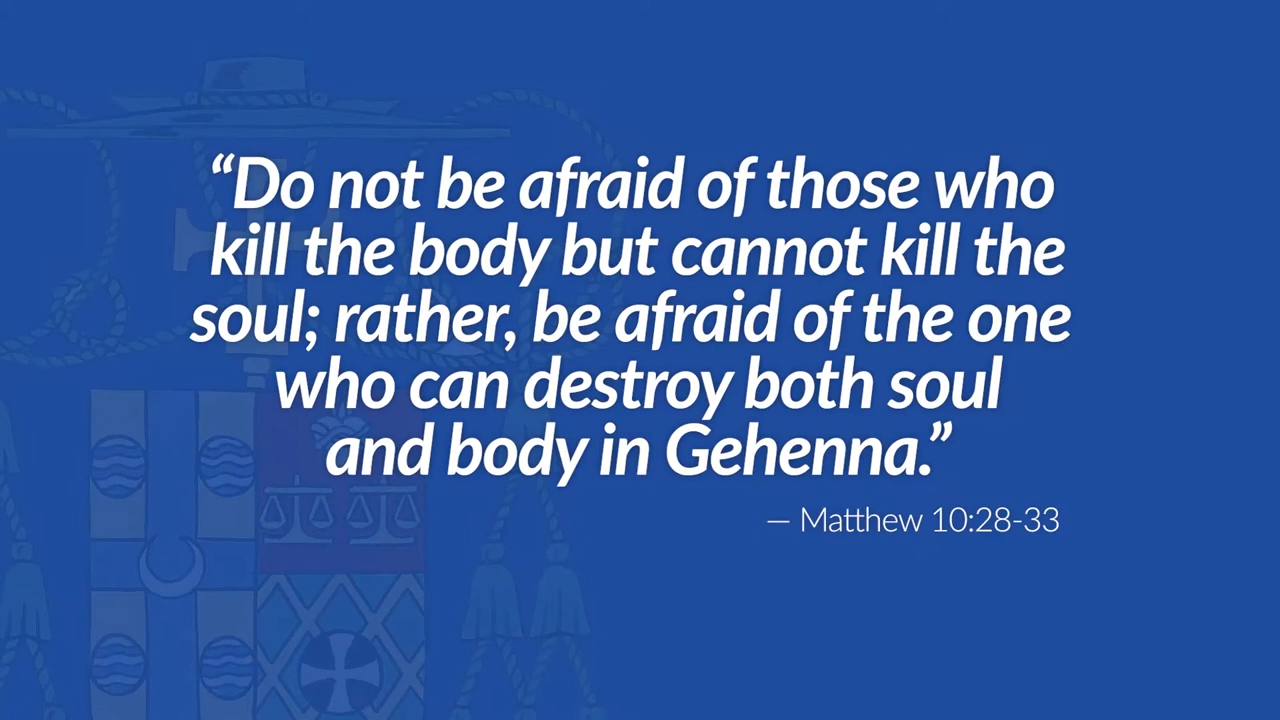 “Do not be afraid of those who
kill the body but cannot kill the
soul; rather, be afraid of the one
who can destroy both soul
and body in Gehenna.”
— Matthew 10:28-33